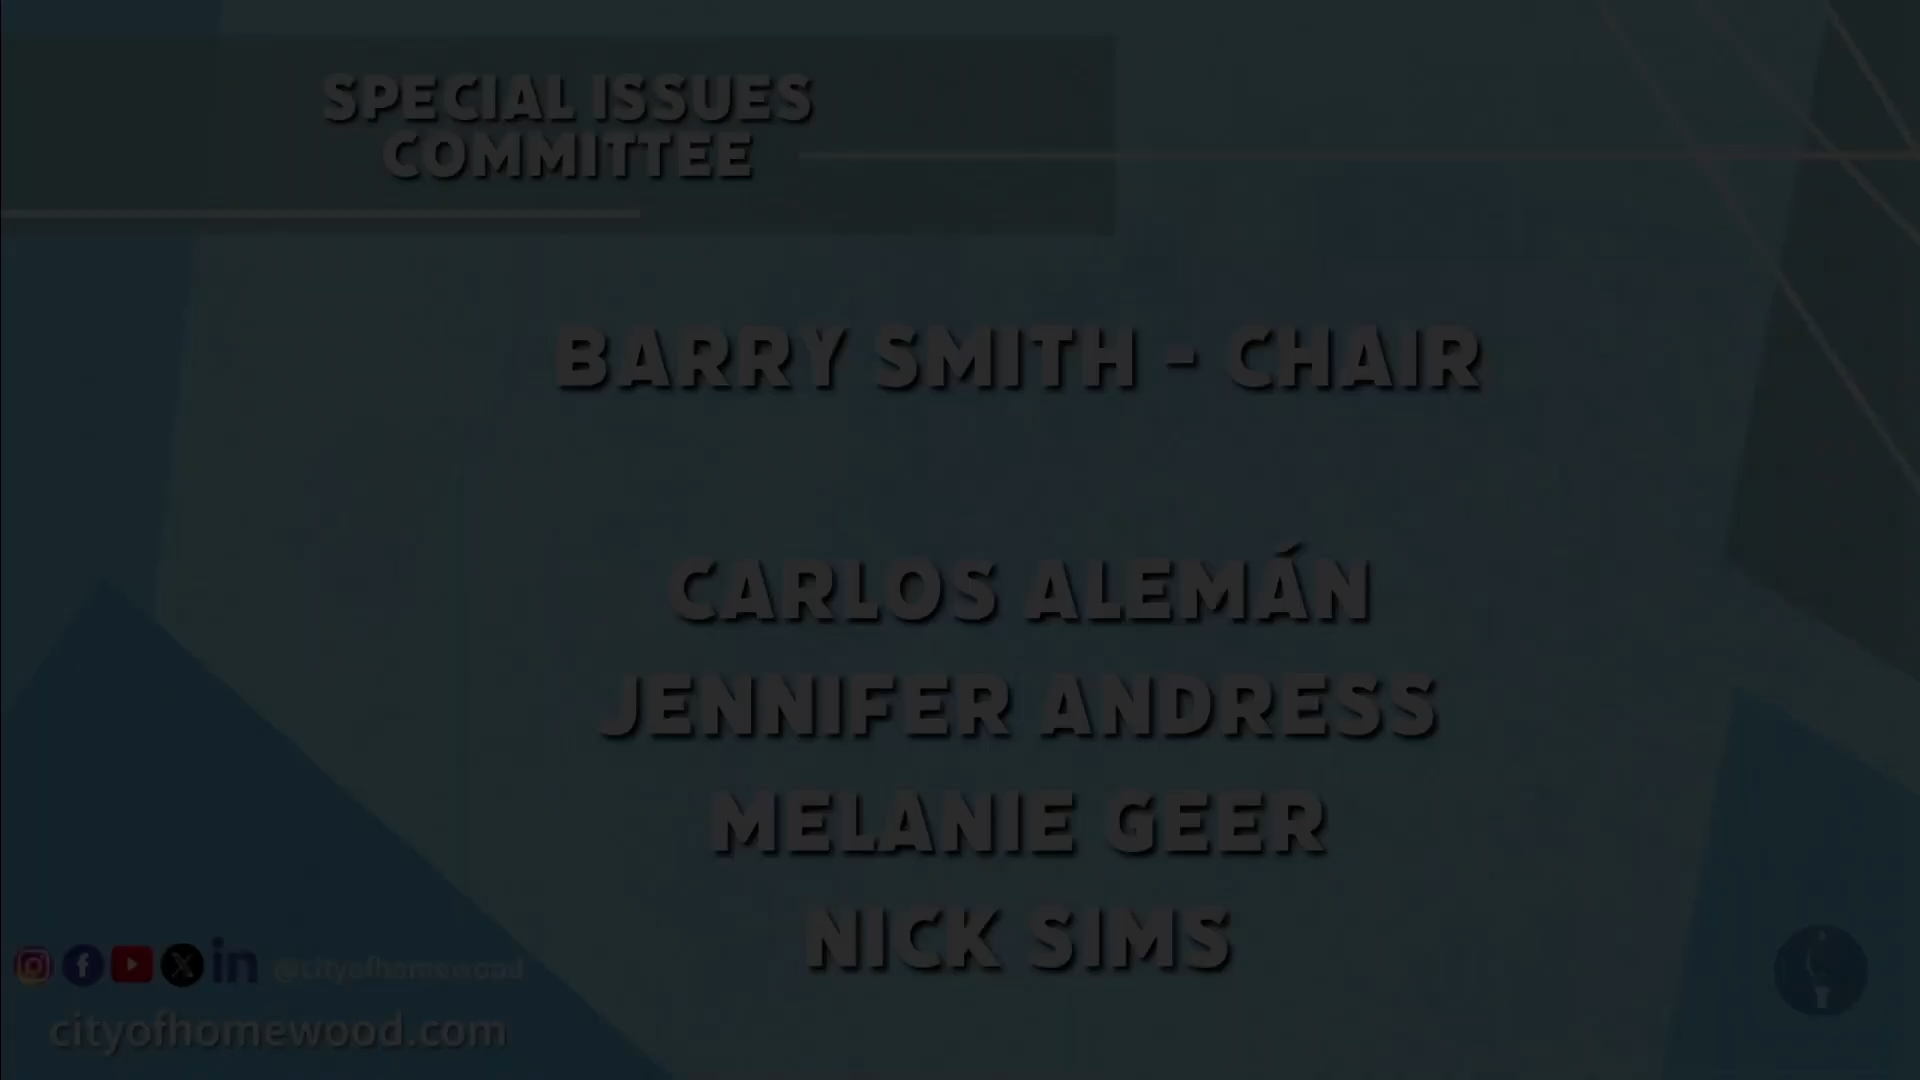 SPECIAL ISSUES
COMMITTEE
BARRY SMITH - CHAIR
CARLOS ALEMÁN
JENNIFER ANDRESS
MELANIE GEER
NICK SIMS
@cityofhomewood
cityofhomewood.com